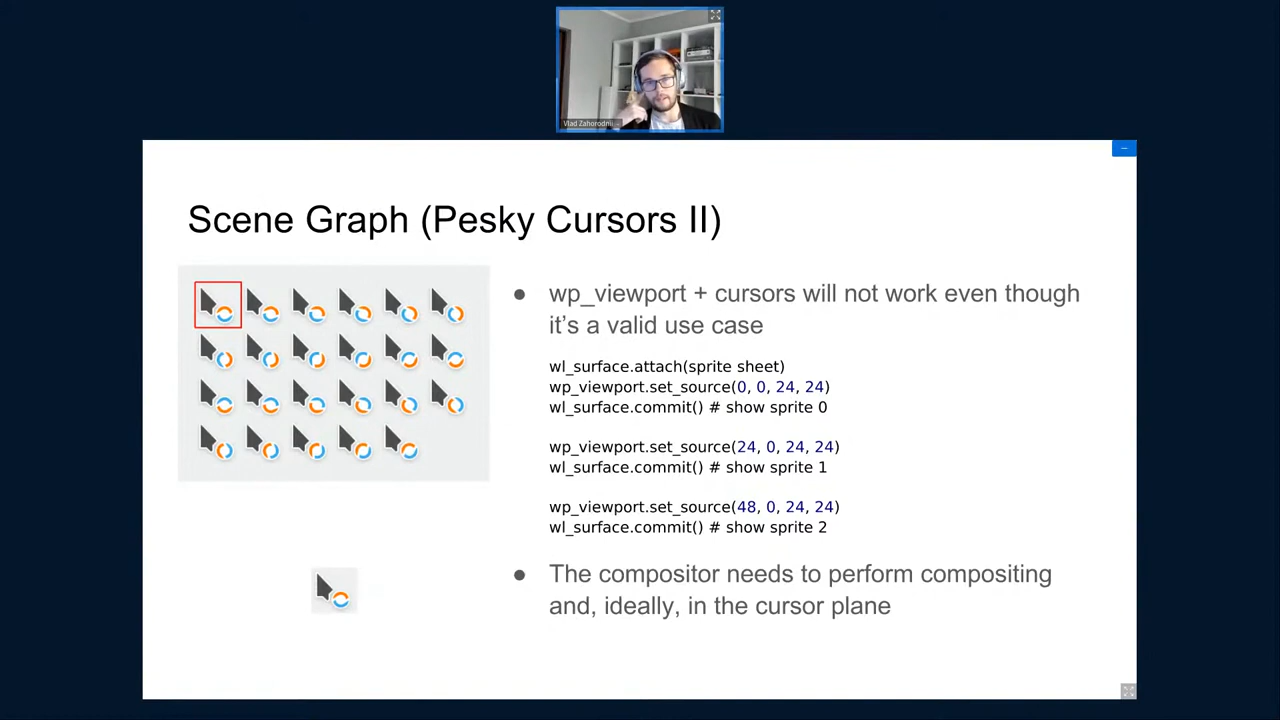 Vlad Zahorodnii
Scene Graph (Pesky Cursors II)
● wp_viewport + cursors will not work even though
it's a valid use case
wl_surface.attach(sprite sheet)
wp_viewport.set_source(0, 0, 24, 24)
wl_surface.commit() # show sprite 0
wp_viewport.set_source(24, 0, 24, 24)
wl_surface.commit() # show sprite 1
wp_viewport.set_source(48, 0, 24, 24)
wl_surface.commit() # show sprite 2
● The compositor needs to perform compositing
and, ideally, in the cursor plane